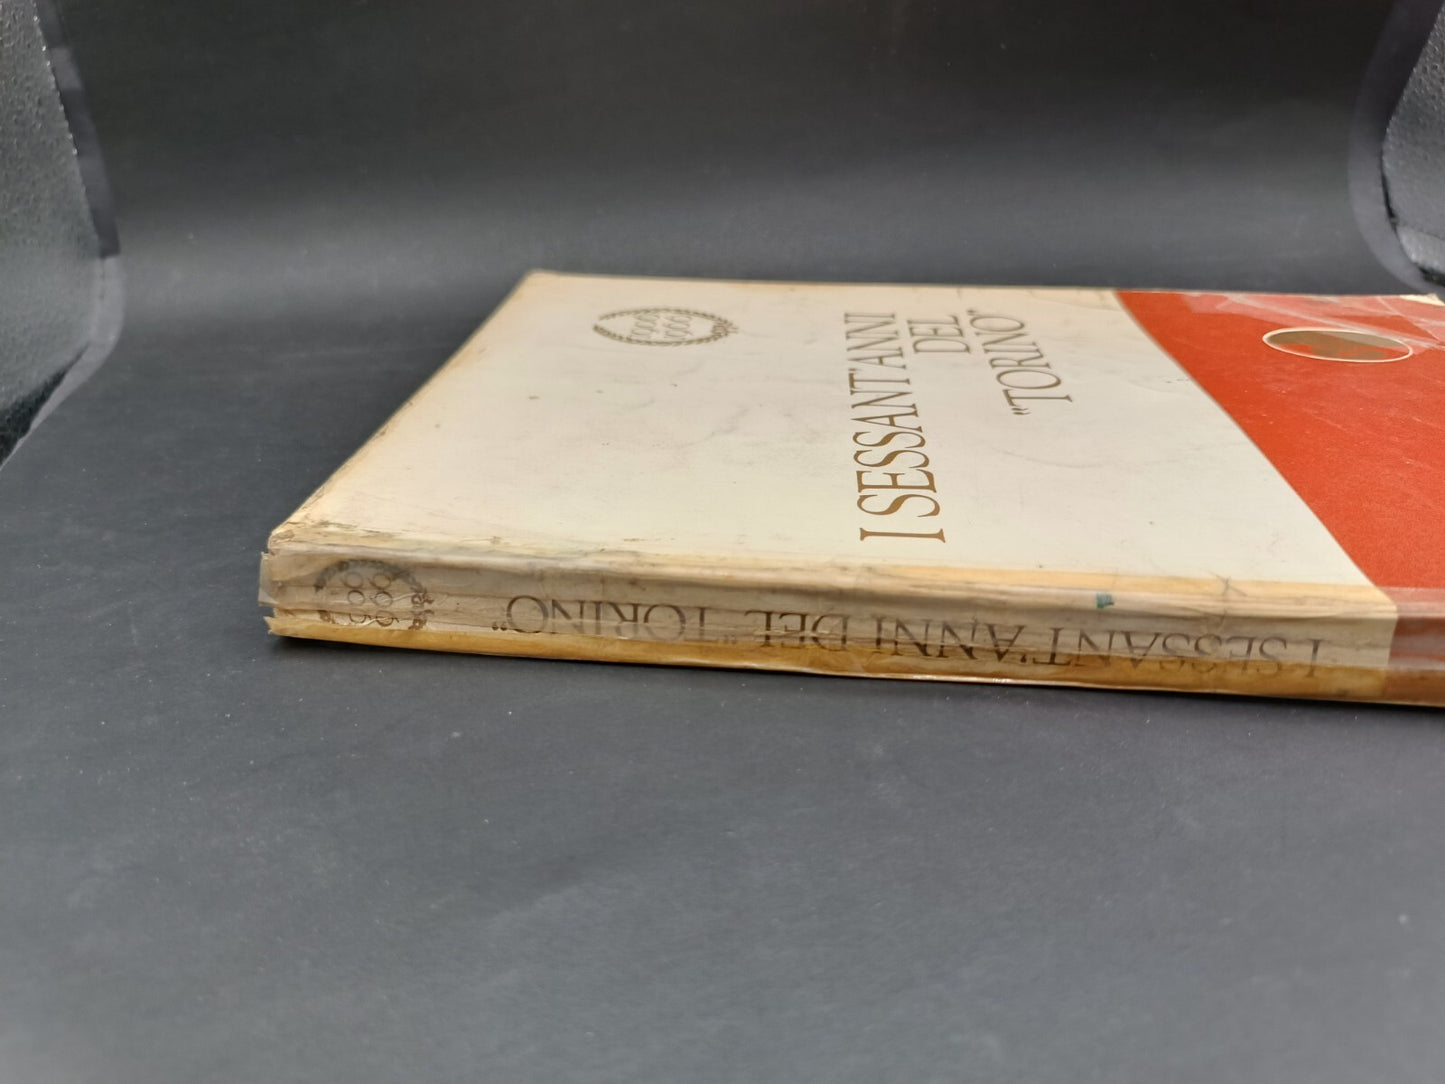 I SESSANT'ANNI
DEL
"TORINO"
I SESSANT'ANNI DEL "TORINO"